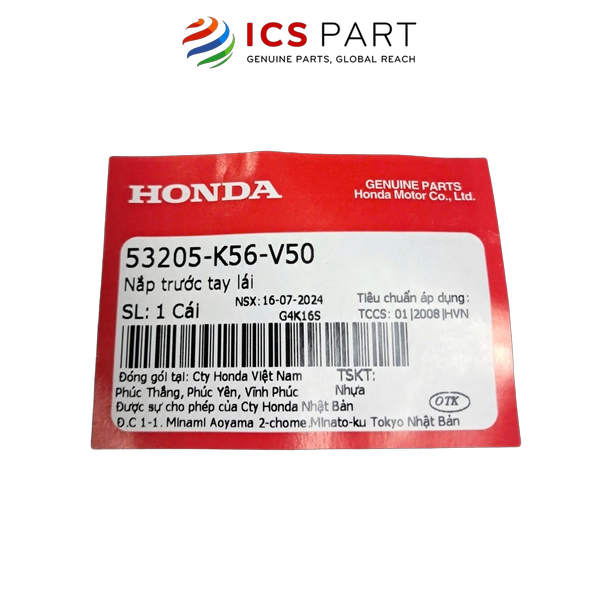 ICS PART
GENUINE PARTS, GLOBAL REACH
HONDA
GENUINE PARTS
Honda Motor Co., Ltd.
53205-K56-V50
Nắp trước tay lái
NSX: 16-07-2024
Tiêu chuẩn áp dụng:
SL: 1 Cái
G4K16S
TCCS: 01|2008|HVN
Đóng gói tại: Cty Honda Việt Nam
TSKT:
Phúc Thắng, Phúc Yên, Vĩnh Phúc
Nhựa
Được sự cho phép của Cty Honda Nhật Bản
OTK
Đ.C 1-1. Minami Aoyama 2-chome.Minato-ku Tokyo Nhật Bản